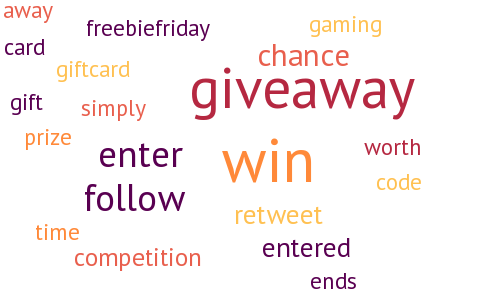 away
freebiefriday
gaming
card
chance
giftcard
giveaway
gift
simply
prize
enter
win
worth
code
follow
retweet
time
entered
competition
ends